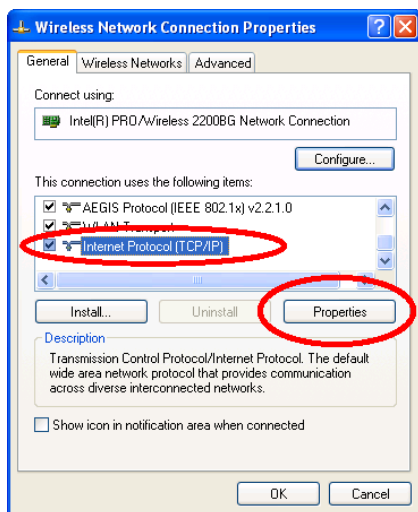 Wireless Network Connection Properties
General Wireless Networks Advanced
Connect using:
Intel(R) PRO/Wireless 2200BG Network Connection
Configure...
This connection uses the following items:
AEGIS Protocol (IEEE 802.1x) v2.2.1.0
WLAN Transport
Internet Protocol (TCP/IP)
Install... Uninstall Properties
Description
Transmission Control Protocol/Internet Protocol. The default
wide area network protocol that provides communication
across diverse interconnected networks.
Show icon in notification area when connected
OK Cancel